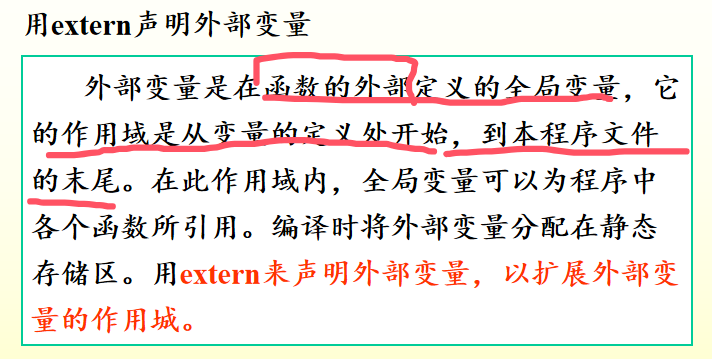 用extern声明外部变量
外部变量是在函数的外部定义的全局变量，它
的作用域是从变量的定义处开始，到本程序文件
的末尾。在此作用域内，全局变量可以为程序中
各个函数所引用。编译时将外部变量分配在静态
存储区。用extern来声明外部变量，以扩展外部变
量的作用城。